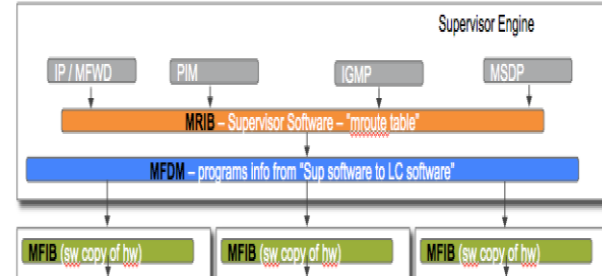 Supervisor Engine
IP / MFWD
PIM
IGMP
MSDP
MRIB – Supervisor Software – "mroute table"
MFDM – programs info from "Sup software to LC software"
MFIB (sw copy of hw)
MFIB (sw copy of hw)
MFIB (sw copy of hw)